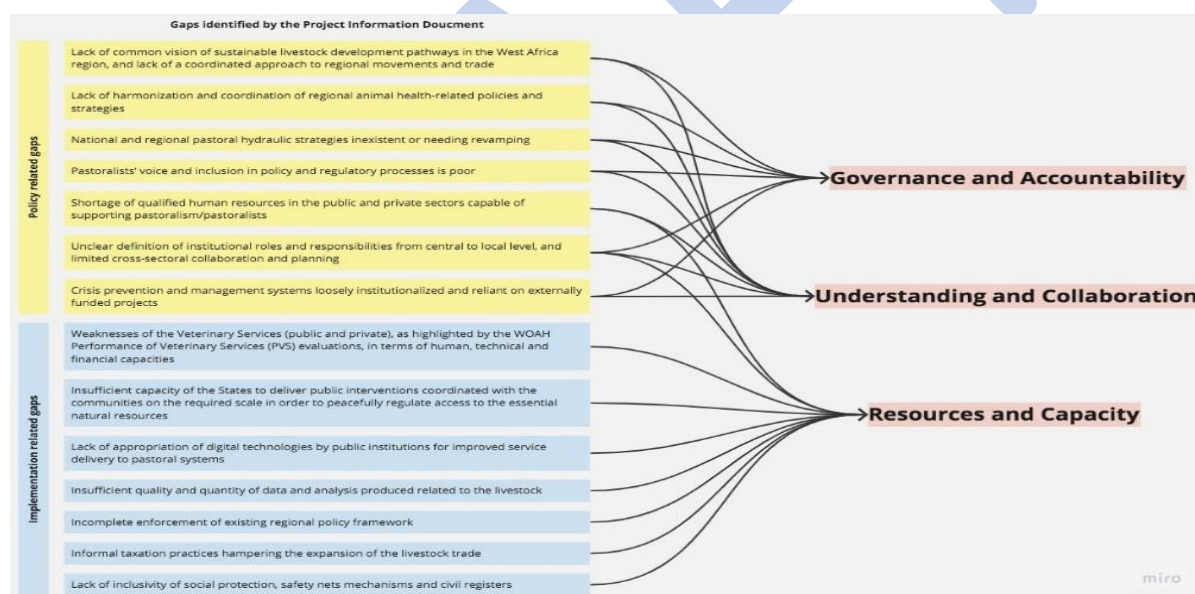 Gaps identified by the Project Information Doucment
Policy related gaps
Lack of common vision of sustainable livestock development pathways in the West Africa
region, and lack of a coordinated approach to regional movements and trade
Lack of harmonization and coordination of regional animal health-related policies and
strategies
National and regional pastoral hydraulic strategies inexistent or needing revamping
Pastoralists' voice and inclusion in policy and regulatory processes is poor
Shortage of qualified human resources in the public and private sectors capable of
supporting pastoralism/pastoralists
Unclear definition of institutional roles and responsibilities from central to local level, and
limited cross-sectoral collaboration and planning
Crisis prevention and management systems loosely institutionalized and reliant on externally
funded projects
Implementation related gaps
Weaknesses of the Veterinary Services (public and private), as highlighted by the WOAH
Performance of Veterinary Services (PVS) evaluations, in terms of human, technical and
financial capacities
Insufficient capacity of the States to deliver public interventions coordinated with the
communities on the required scale in order to peacefully regulate access to the essential
natural resources
Lack of appropriation of digital technologies by public institutions for improved service
delivery to pastoral systems
Insufficient quality and quantity of data and analysis produced related to the livestock
Incomplete enforcement of existing regional policy framework
Informal taxation practices hampering the expansion of the livestock trade
Lack of inclusivity of social protection, safety nets mechanisms and civil registers
Governance and Accountability
Understanding and Collaboration
Resources and Capacity
miro